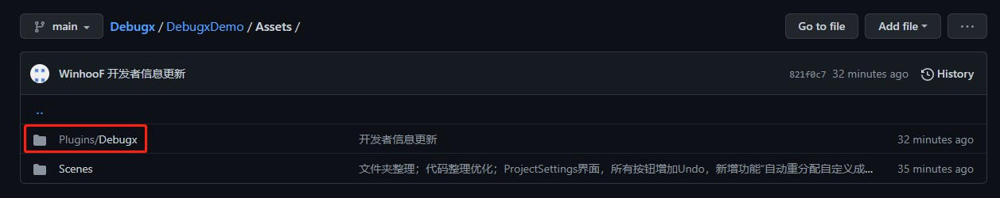 main Debugx / DebugxDemo / Assets / Go to file Add file ...
WinhooF 开发者信息更新 821f0c7 32 minutes ago History
..
Plugins/Debugx 开发者信息更新 32 minutes ago
Scenes 文件夹整理；代码整理优化；ProjectSettings界面，所有按钮增加Undo，新增功能“自动重分配自定义成... 35 minutes ago